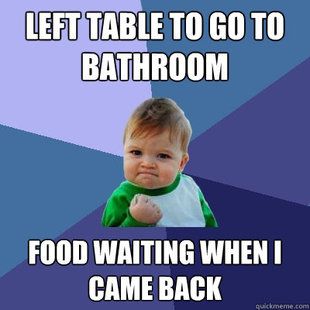 LEFT TABLE TO GO TO
BATHROOM
FOOD WAITING WHEN I
CAME BACK
quickmeme.com